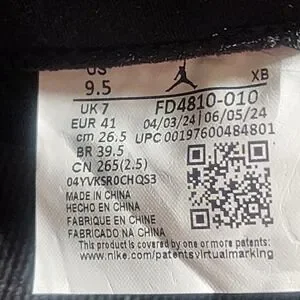 US XB
9.5
UK 7 FD4810-010
EUR 41 04/03/24 06/05/24
cm 26.5 UPC 00197600484801
BR 39.5
CN 265(2.5)
04YVKSR0CHQS3
MADE IN CHINA
HECHO EN CHINA
FABRIQUE EN CHINE
FABRICADO NA CHINA
This product is covered by one or more patents:
www.nike.com/patentsvirtualmarking